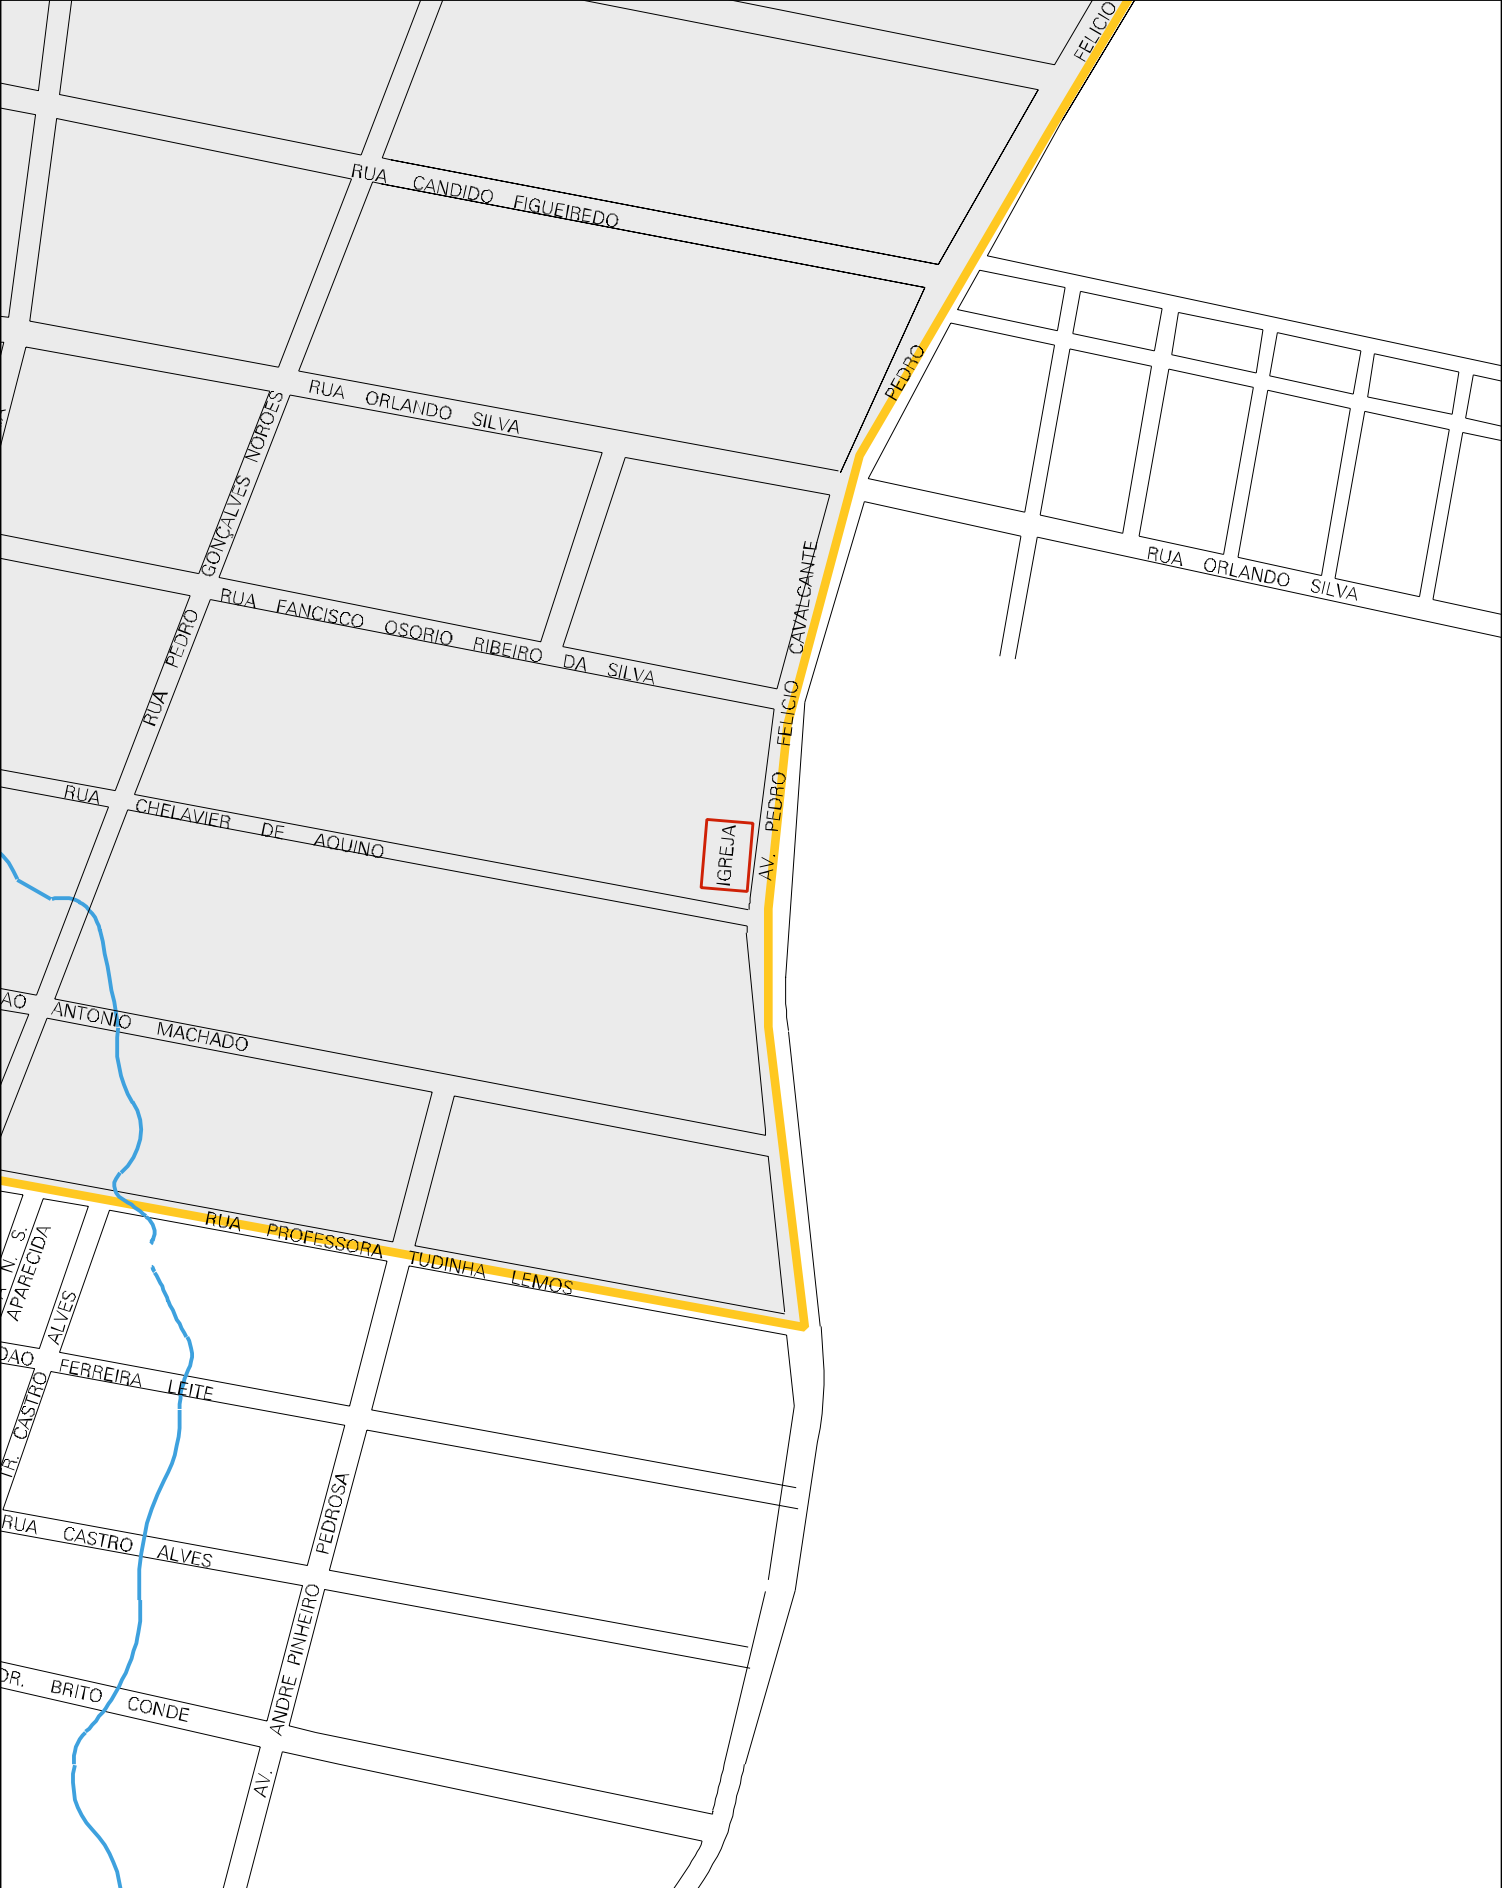 FELICIO
RUA CANDIDO FIGUEIREDO
PEDRO
RUA ORLANDO SILVA
GONÇALVES NOROES
RUA ORLANDO SILVA
CAVALCANTE
RUA FANCISCO OSORIO RIBEIRO DA SILVA
RUA PEDRO
AV. PEDRO FELICIO
RUA CHELAVIER DE AQUINO
IGREJA
AO ANTONIO MACHADO
RUA PROFESSORA TUDINHA LEMOS
N. S.
APARECIDA
ALVES
FERREIRA LEITE
TR. CASTRO
PEDROSA
RUA CASTRO ALVES
ANDRE PINHEIRO
DR. BRITO CONDE
AV.